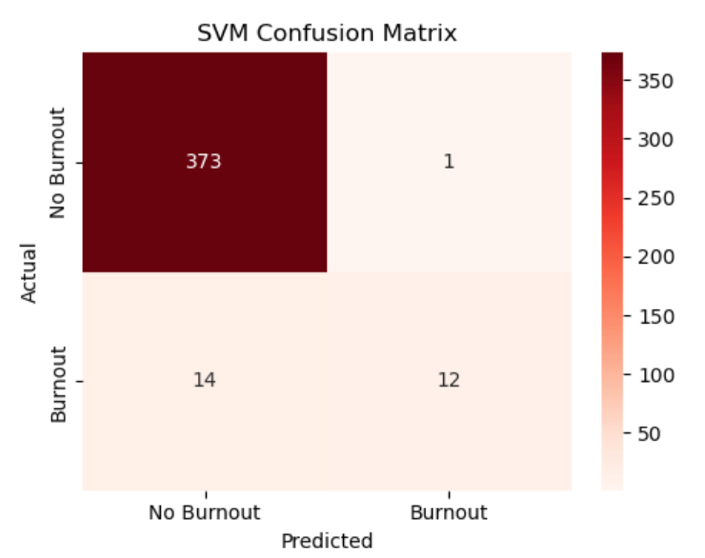 SVM Confusion Matrix
Actual
No Burnout
373
1
Burnout
14
12
No Burnout
Burnout
Predicted
350
300
250
200
150
100
50